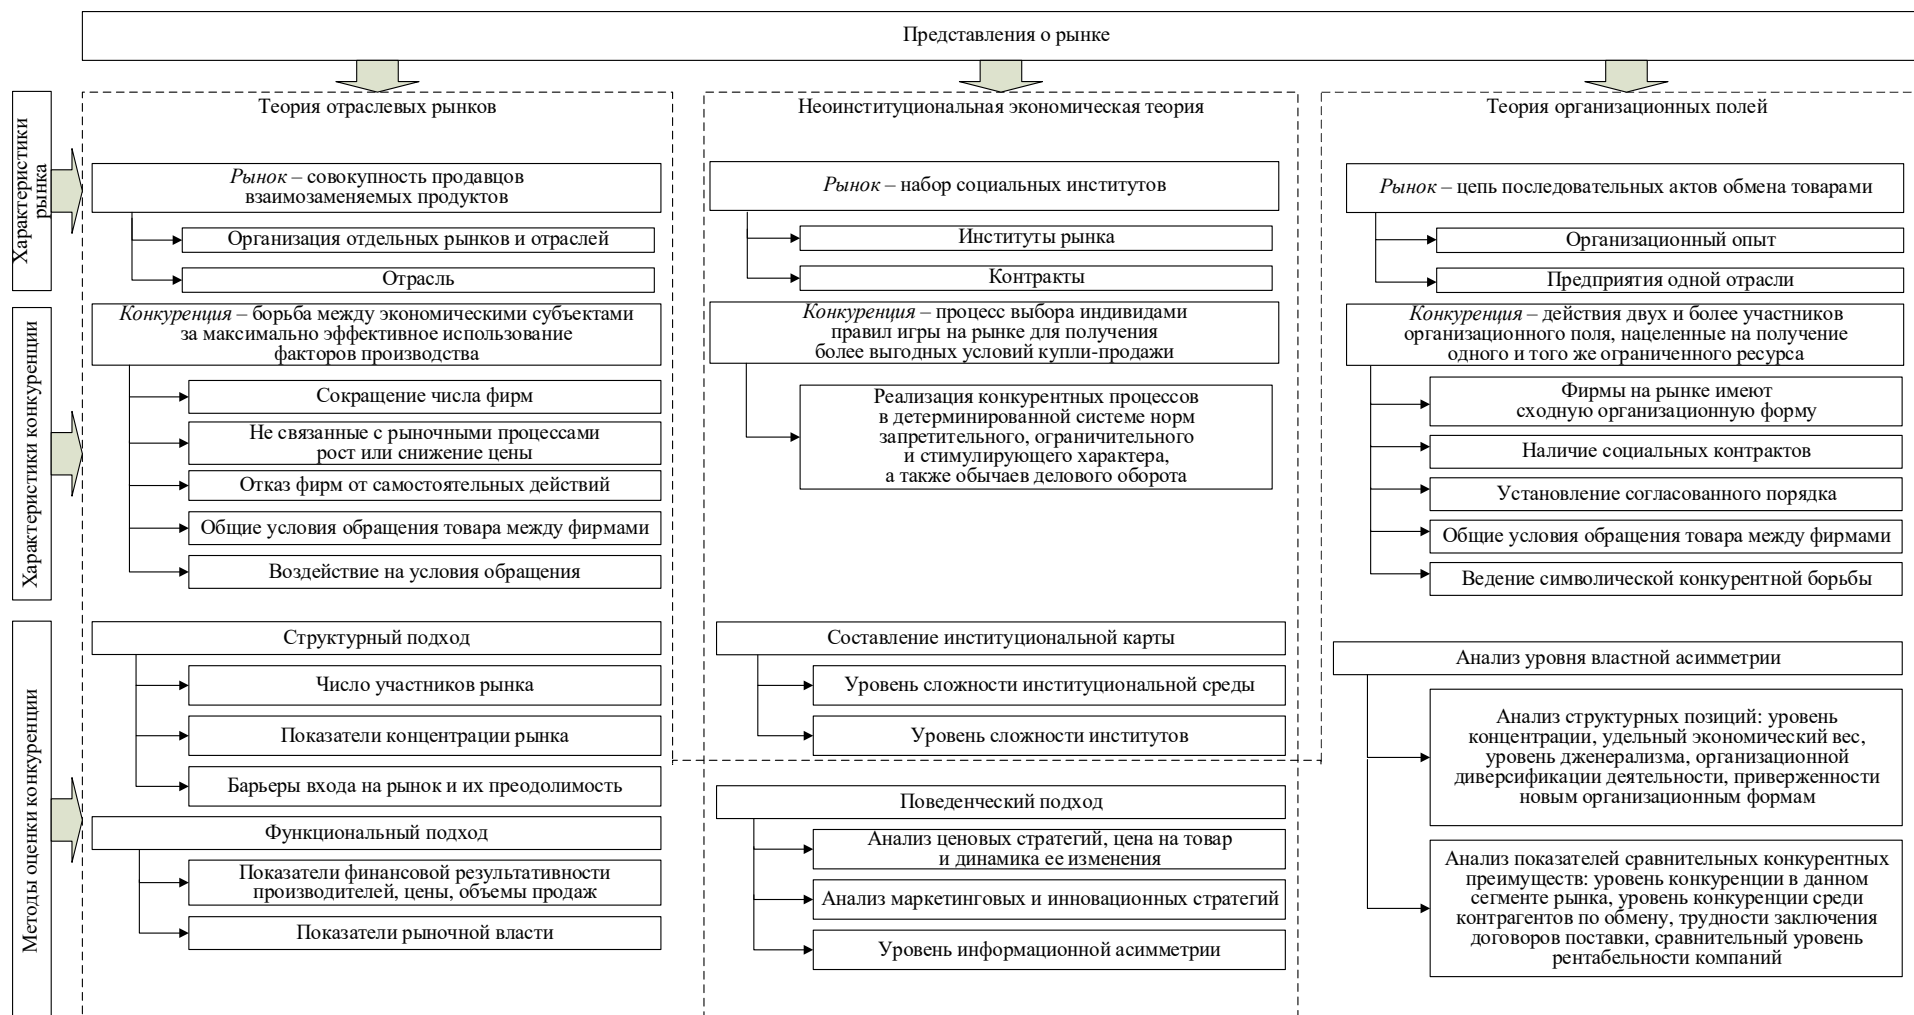 Представления о рынке
Теория отраслевых рынков
Неоинституциональная экономическая теория
Теория организационных полей
Характеристики
рынка
Рынок – совокупность продавцов
взаимозаменяемых продуктов
Организация отдельных рынков и отраслей
Отрасль
Рынок – набор социальных институтов
Институты рынка
Контракты
Рынок – цепь последовательных актов обмена товарами
Организационный опыт
Предприятия одной отрасли
Характеристики конкуренции
Конкуренция – борьба между экономическими субъектами
за максимально эффективное использование
факторов производства
Сокращение числа фирм
Не связанные с рыночными процессами
рост или снижение цены
Отказ фирм от самостоятельных действий
Общие условия обращения товара между фирмами
Воздействие на условия обращения
Конкуренция – процесс выбора индивидами
правил игры на рынке для получения
более выгодных условий купли-продажи
Реализация конкурентных процессов
в детерминированной системе норм
запретительного, ограничительного
и стимулирующего характера,
а также обычаев делового оборота
Конкуренция – действия двух и более участников
организационного поля, нацеленные на получение
одного и того же ограниченного ресурса
Фирмы на рынке имеют
сходную организационную форму
Наличие социальных контрактов
Установление согласованного порядка
Общие условия обращения товара между фирмами
Ведение символической конкурентной борьбы
Методы оценки конкуренции
Структурный подход
Число участников рынка
Показатели концентрации рынка
Барьеры входа на рынок и их преодолимость
Функциональный подход
Показатели финансовой результативности
производителей, цены, объемы продаж
Показатели рыночной власти
Составление институциональной карты
Уровень сложности институциональной среды
Уровень сложности институтов
Поведенческий подход
Анализ ценовых стратегий, цена на товар
и динамика ее изменения
Анализ маркетинговых и инновационных стратегий
Уровень информационной асимметрии
Анализ уровня властной асимметрии
Анализ структурных позиций: уровень
концентрации, удельный экономический вес,
уровень дженерализма, организационной
диверсификации деятельности, приверженности
новым организационным формам
Анализ показателей сравнительных конкурентных
преимуществ: уровень конкуренции в данном
сегменте рынка, уровень конкуренции среди
контрагентов по обмену, трудности заключения
договоров поставки, сравнительный уровень
рентабельности компаний